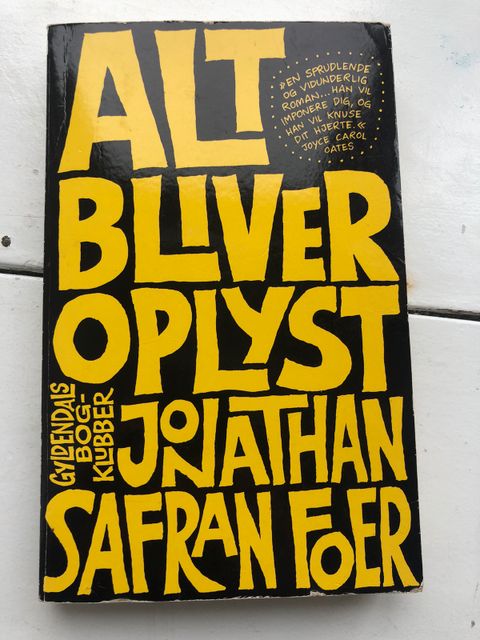 ALT
»EN SPRUDLENDE
OG VIDUNDERLIG
ROMAN... HAN VIL
IMPONERE DIG, OG
HAN VIL KNUSE
DIT HJERTE.«
JOYCE CAROL
OATES
BLIVER
OPLYST
GYLDENDALS
BOG-
KLUBBER
JONATHAN
SAFRAN FOER